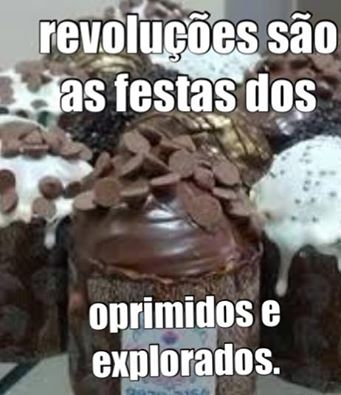 revoluções são
as festas dos
oprimidos e
explorados.